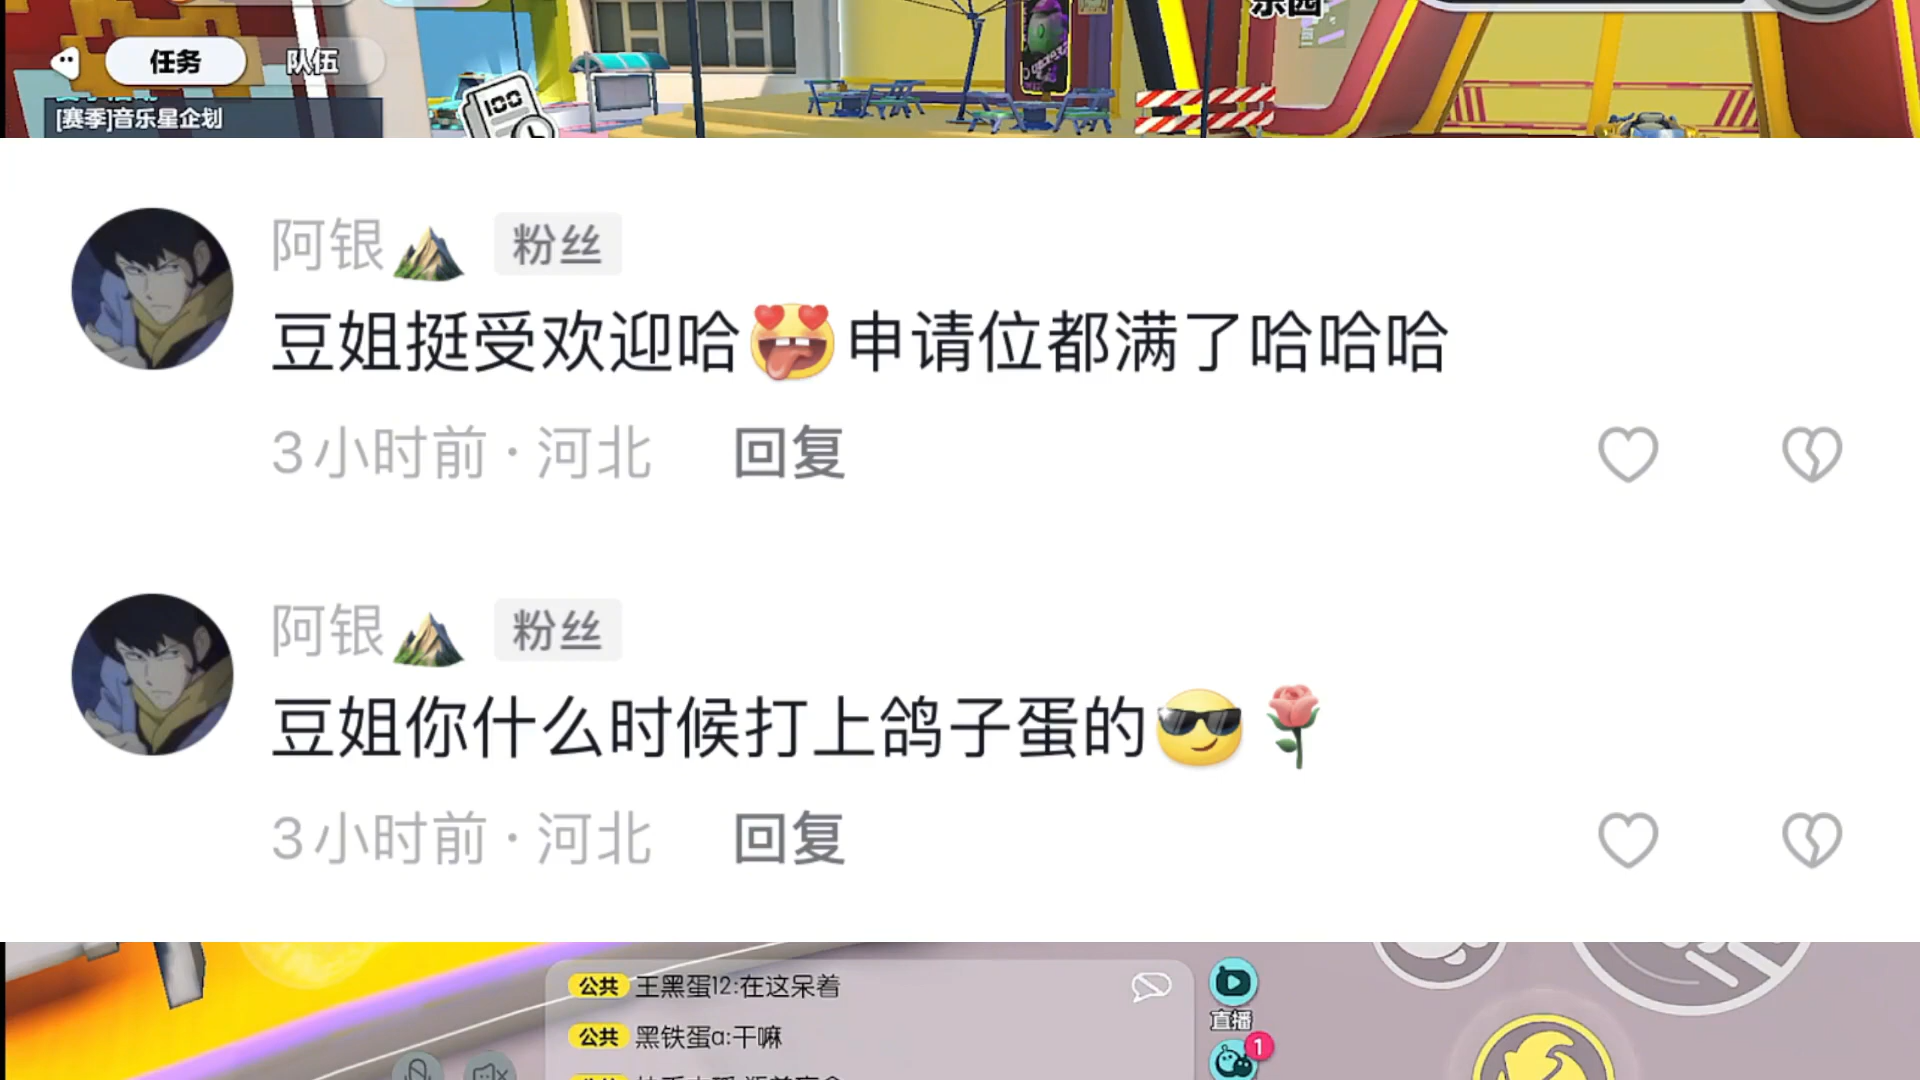 乐园
任务
队伍
[赛季]音乐星企划
100
阿银⛰️ 粉丝
豆姐挺受欢迎哈😍申请位都满了哈哈哈
3小时前 · 河北 回复
阿银⛰️ 粉丝
豆姐你什么时候打上鸽子蛋的😎🌹
3小时前 · 河北 回复
公共 王黑蛋12:在这呆着
直播
公共 黑铁蛋a:干嘛
1